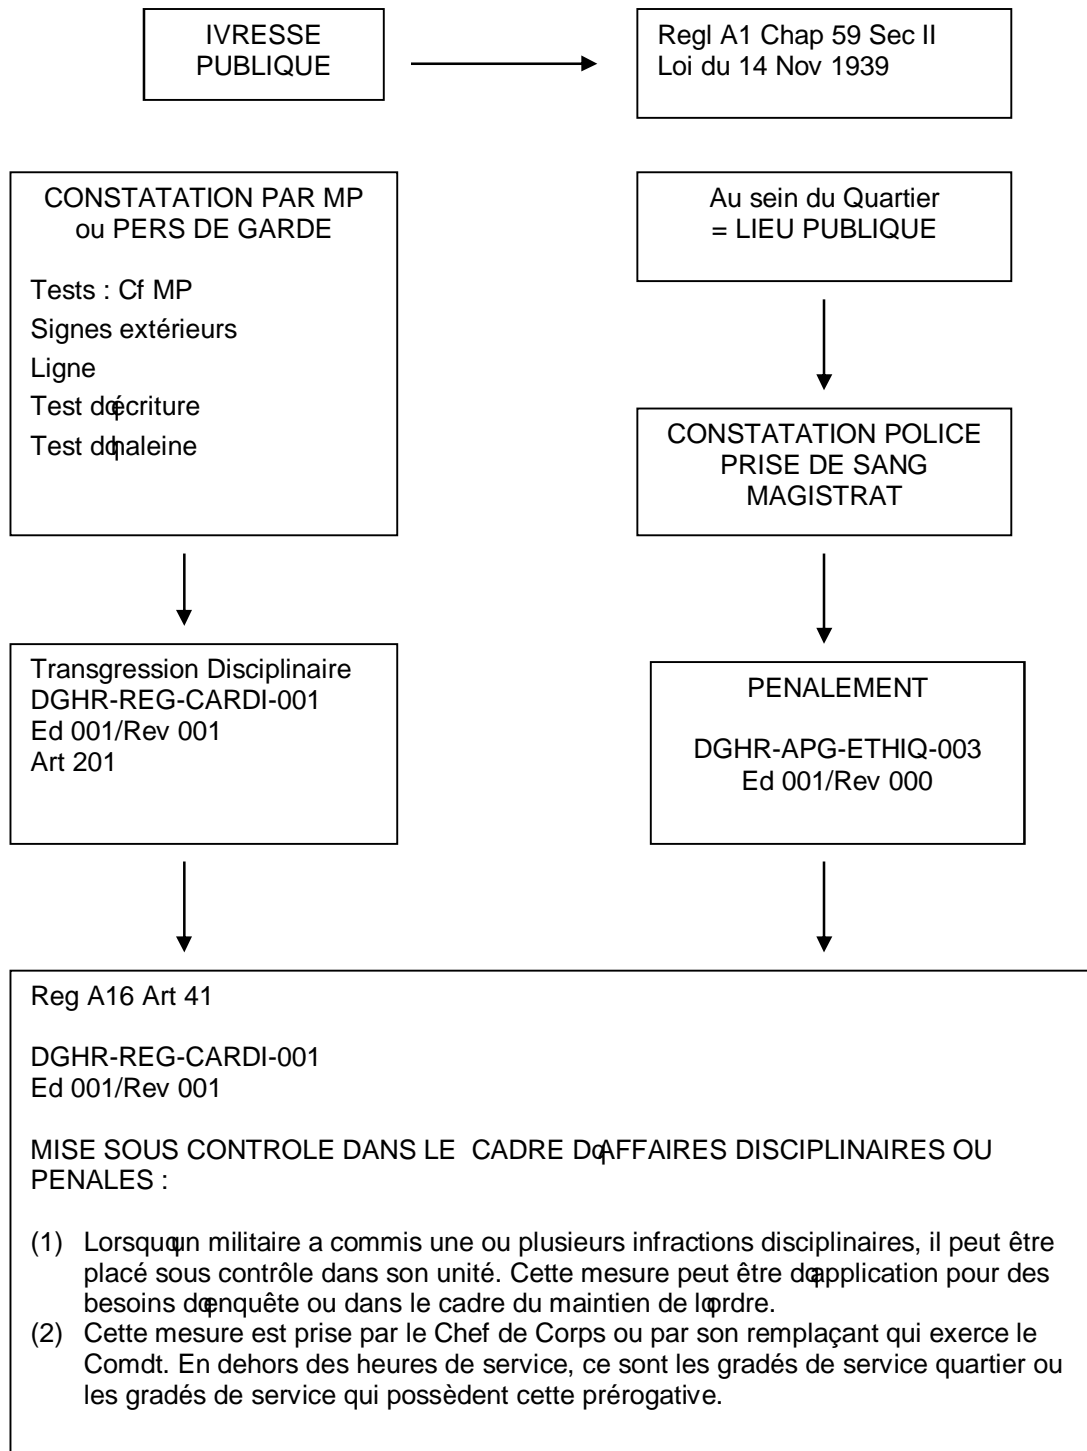 IVRESSE
PUBLIQUE
Regl A1 Chap 59 Sec II
Loi du 14 Nov 1939
CONSTATATION PAR MP
ou PERS DE GARDE
Tests : Cf MP
Signes extérieurs
Ligne
Test dqécriture
Test dqhaleine
Au sein du Quartier
= LIEU PUBLIQUE
CONSTATATION POLICE
PRISE DE SANG
MAGISTRAT
Transgression Disciplinaire
DGHR-REG-CARDI-001
Ed 001/Rev 001
Art 201
PENALEMENT
DGHR-APG-ETHIQ-003
Ed 001/Rev 000
Reg A16 Art 41
DGHR-REG-CARDI-001
Ed 001/Rev 001
MISE SOUS CONTROLE DANS LE CADRE DqAFFAIRES DISCIPLINAIRES OU
PENALES :
(1) Lorsququn militaire a commis une ou plusieurs infractions disciplinaires, il peut être
placé sous contrôle dans son unité. Cette mesure peut être dqapplication pour des
besoins dqenquête ou dans le cadre du maintien de lqordre.
(2) Cette mesure est prise par le Chef de Corps ou par son remplaçant qui exerce le
Comdt. En dehors des heures de service, ce sont les gradés de service quartier ou
les gradés de service qui possèdent cette prérogative.